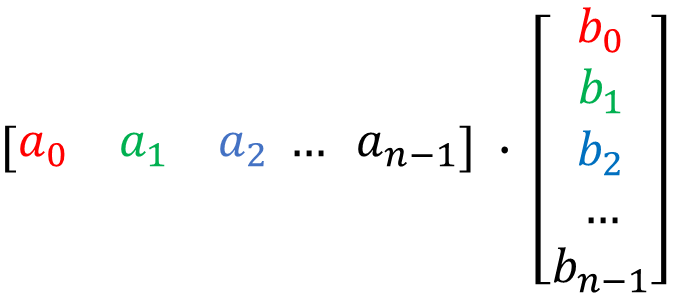 [a₀ a₁ a₂ … aₙ₋₁] · [b₀
b₁
b₂
…
bₙ₋₁]